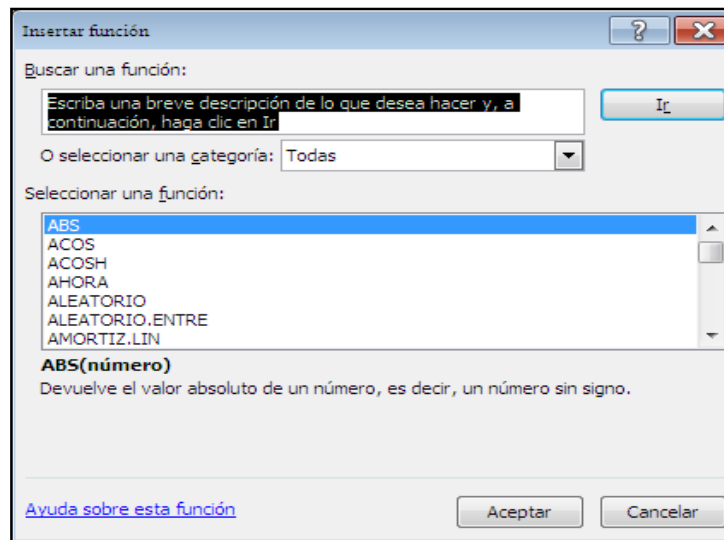 Insertar función
Buscar una función:
Escriba una breve descripción de lo que desea hacer y, a
continuación, haga clic en Ir
Ir
O seleccionar una categoría: Todas
Seleccionar una función:
ABS
ACOS
ACOSH
AHORA
ALEATORIO
ALEATORIO.ENTRE
AMORTIZ.LIN
ABS(número)
Devuelve el valor absoluto de un número, es decir, un número sin signo.
Ayuda sobre esta función
Aceptar
Cancelar